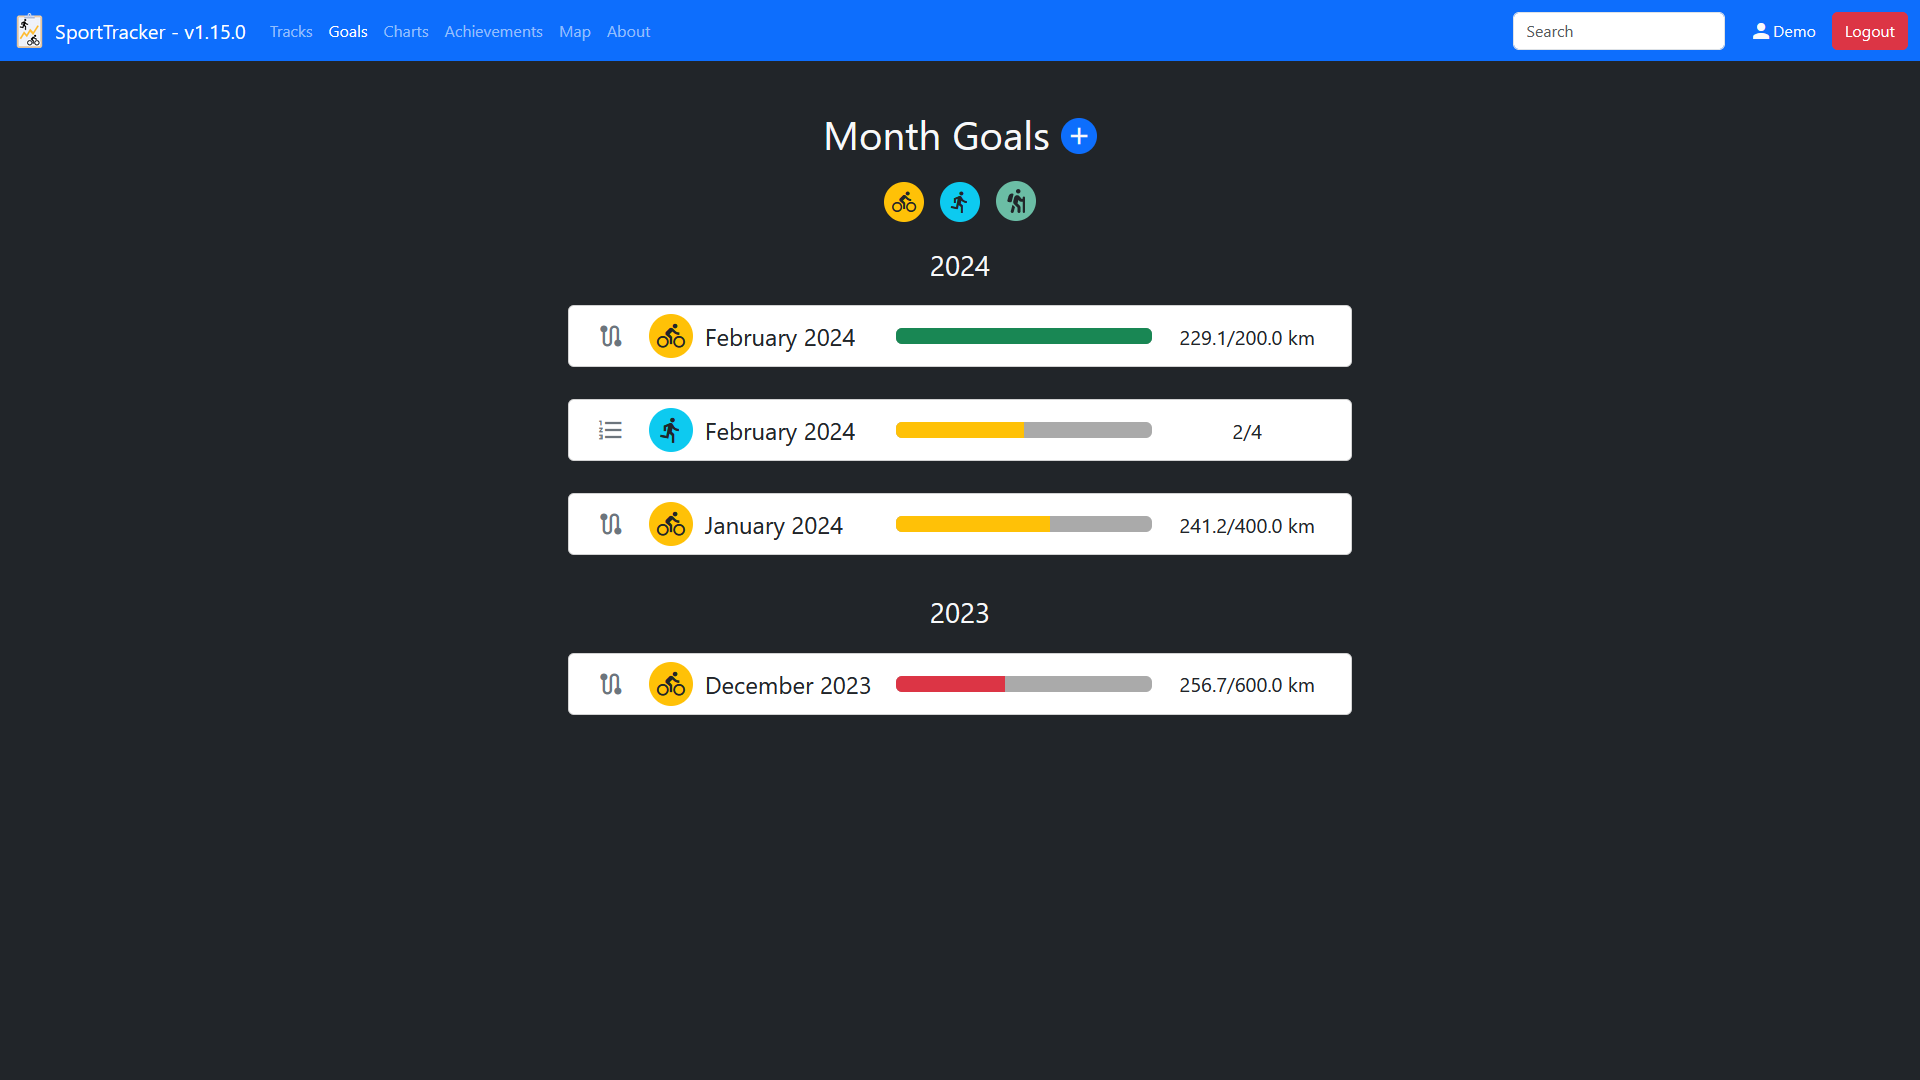 SportTracker - v1.15.0 Tracks Goals Charts Achievements Map About Search Demo Logout
Month Goals
2024
February 2024 229.1/200.0 km
February 2024 2/4
January 2024 241.2/400.0 km
2023
December 2023 256.7/600.0 km